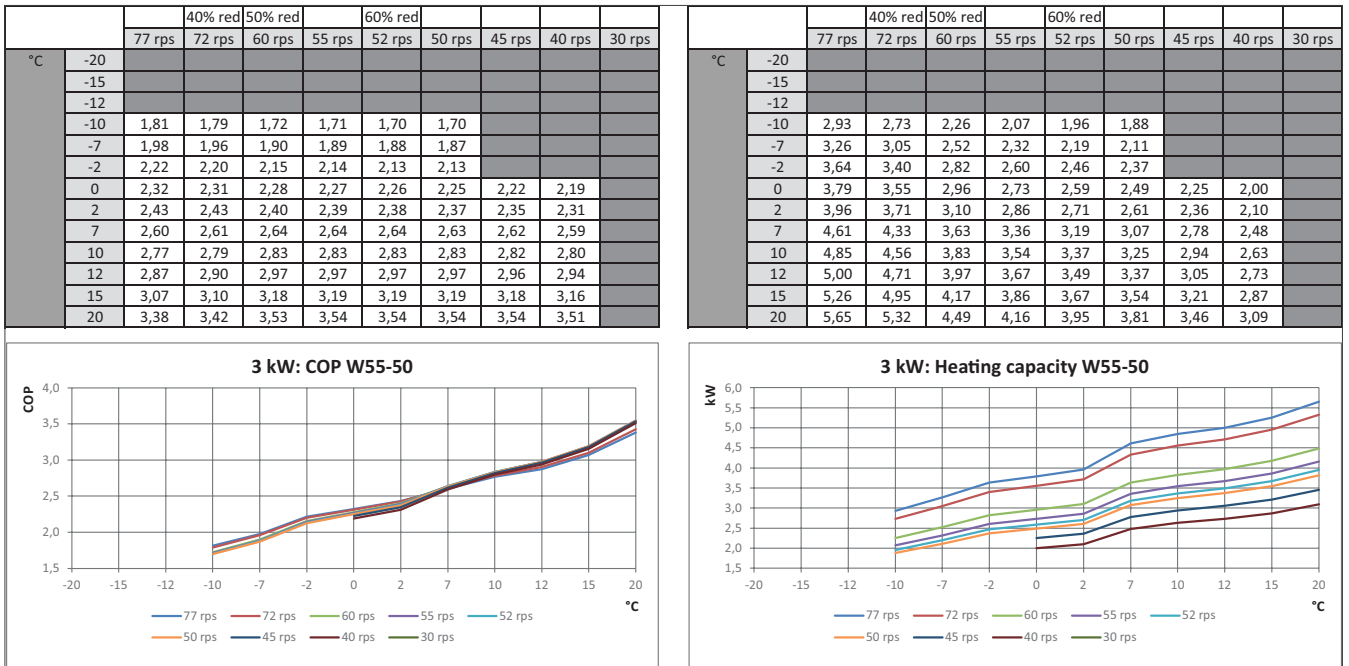 40% red 50% red 60% red
77 rps 72 rps 60 rps 55 rps 52 rps 50 rps 45 rps 40 rps 30 rps
°C -20
-15
-12
-10 1,81 1,79 1,72 1,71 1,70 1,70
-7 1,98 1,96 1,90 1,89 1,88 1,87
-2 2,22 2,20 2,15 2,14 2,13 2,13
0 2,32 2,31 2,28 2,27 2,26 2,25 2,22 2,19
2 2,43 2,43 2,40 2,39 2,38 2,37 2,35 2,31
7 2,60 2,61 2,64 2,64 2,64 2,63 2,62 2,59
10 2,77 2,79 2,83 2,83 2,83 2,83 2,82 2,80
12 2,87 2,90 2,97 2,97 2,97 2,97 2,96 2,94
15 3,07 3,10 3,18 3,19 3,19 3,19 3,18 3,16
20 3,38 3,42 3,53 3,54 3,54 3,54 3,54 3,51
40% red 50% red 60% red
77 rps 72 rps 60 rps 55 rps 52 rps 50 rps 45 rps 40 rps 30 rps
°C -20
-15
-12
-10 2,93 2,73 2,26 2,07 1,96 1,88
-7 3,26 3,05 2,52 2,32 2,19 2,11
-2 3,64 3,40 2,82 2,60 2,46 2,37
0 3,79 3,55 2,96 2,73 2,59 2,49 2,25 2,00
2 3,96 3,71 3,10 2,86 2,71 2,61 2,36 2,10
7 4,61 4,33 3,63 3,36 3,19 3,07 2,78 2,48
10 4,85 4,56 3,83 3,54 3,37 3,25 2,94 2,63
12 5,00 4,71 3,97 3,67 3,49 3,37 3,05 2,73
15 5,26 4,95 4,17 3,86 3,67 3,54 3,21 2,87
20 5,65 5,32 4,49 4,16 3,95 3,81 3,46 3,09
3 kW: COP W55-50
COP
4,0
3,5
3,0
2,5
2,0
1,5
-20 -15 -12 -10 -7 -2 0 2 7 10 12 15 20
°C
77 rps 72 rps 60 rps 55 rps 52 rps
50 rps 45 rps 40 rps 30 rps
3 kW: Heating capacity W55-50
kW
6,0
5,5
5,0
4,5
4,0
3,5
3,0
2,5
2,0
1,5
-20 -15 -12 -10 -7 -2 0 2 7 10 12 15 20
°C
77 rps 72 rps 60 rps 55 rps 52 rps
50 rps 45 rps 40 rps 30 rps